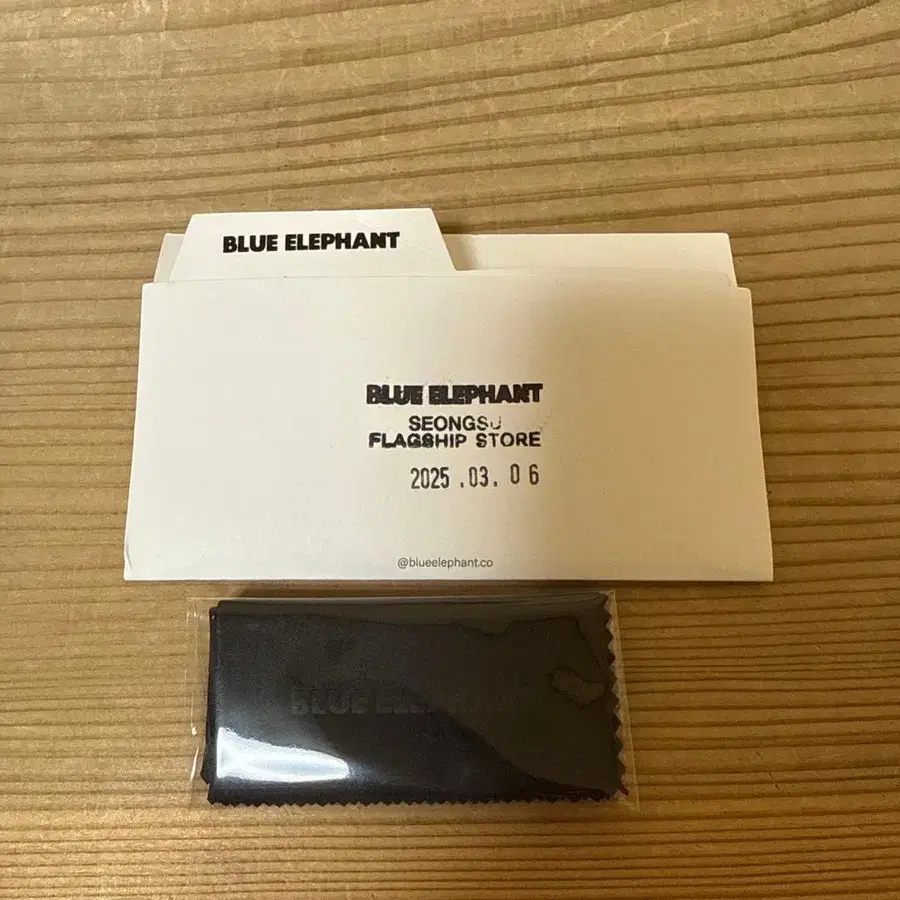 BLUE ELEPHANT
BLUE ELEPHANT
SEONGSU
FLAGSHIP STORE
2025.03.06
@blueelephant.co
BLUE ELEPHANT